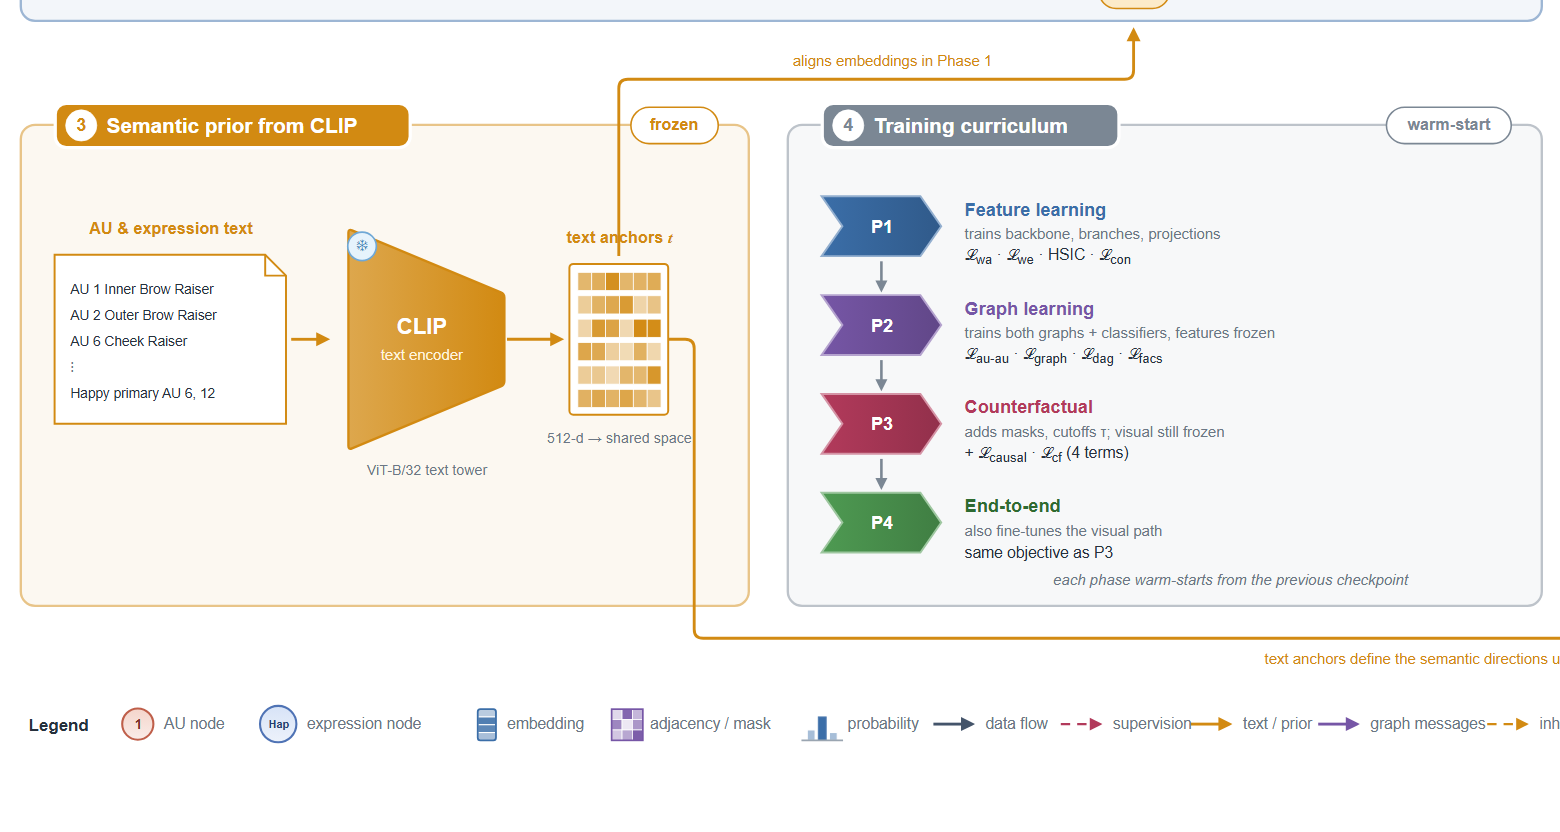 aligns embeddings in Phase 1
3 Semantic prior from CLIP
frozen
AU & expression text
AU 1 Inner Brow Raiser
AU 2 Outer Brow Raiser
AU 6 Cheek Raiser
⋮
Happy primary AU 6, 12
CLIP
text encoder
ViT-B/32 text tower
text anchors t
512-d → shared space
4 Training curriculum
warm-start
P1
Feature learning
trains backbone, branches, projections
ℒwa · ℒwe · HSIC · ℒcon
P2
Graph learning
trains both graphs + classifiers, features frozen
ℒau-au · ℒgraph · ℒdag · ℒfacs
P3
Counterfactual
adds masks, cutoffs τ; visual still frozen
+ ℒcausal · ℒcf (4 terms)
P4
End-to-end
also fine-tunes the visual path
same objective as P3
each phase warm-starts from the previous checkpoint
text anchors define the semantic directions u
Legend 1 AU node Hap expression node embedding adjacency / mask probability data flow supervision text / prior graph messages inh